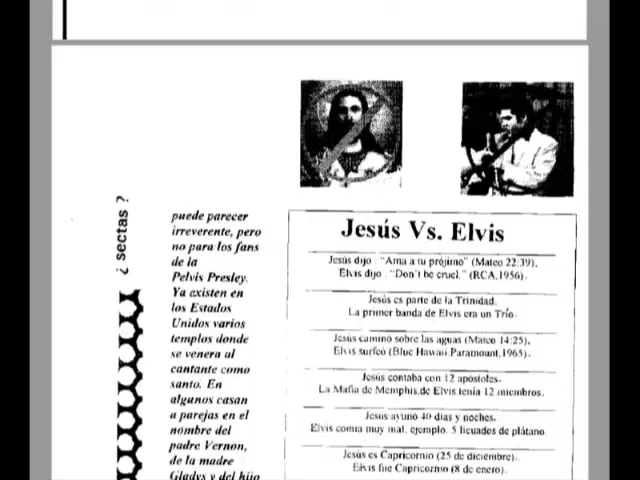 ¿ sectas ?
puede parecer
irreverente, pero
no para los fans
de la
Pelvis Presley.
Ya existen en
los Estados
Unidos varios
templos donde
se venera al
cantante como
santo. En
algunos casan
a parejas en el
nombre del
padre Vernon,
de la madre
Gladys y del hijo
Jesús Vs. Elvis
Jesús dijo : "Ama a tu prójimo" (Mateo 22:39).
Elvis dijo : "Don't be cruel." (RCA,1956).
Jesús es parte de la Trinidad.
La primer banda de Elvis era un Trío.
Jesús caminó sobre las aguas (Mateo 14:25).
Elvis surfeó (Blue Hawaii,Paramount,1965).
Jesús contaba con 12 apóstoles.
La Mafia de Memphis,de Elvis,tenía 12 miembros.
Jesús ayunó 40 días y noches.
Elvis comía muy mal, ejemplo. 5 licuados de plátano.
Jesús es Capricornio (25 de diciembre).
Elvis fue Capricornio (8 de enero).